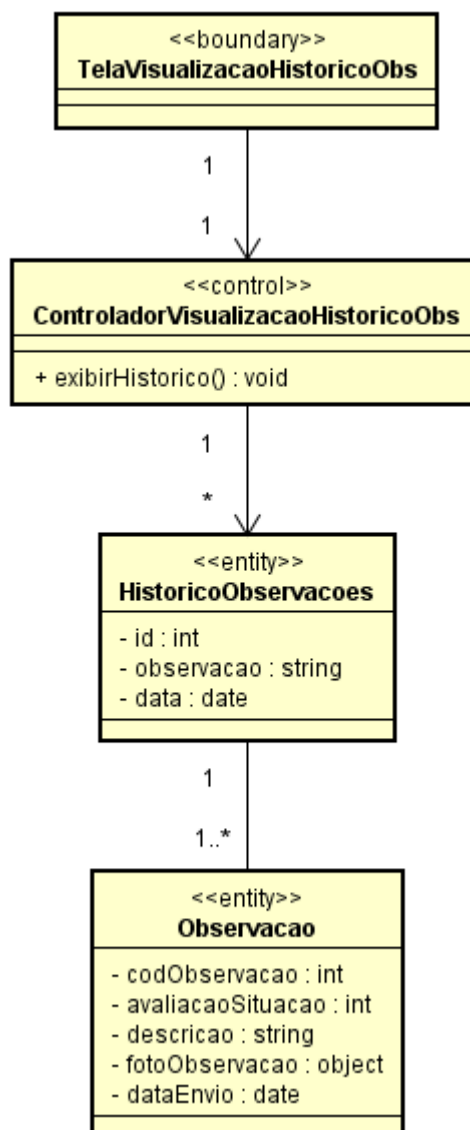 <<boundary>>
TelaVisualizacaoHistoricoObs
1
1
<<control>>
ControladorVisualizacaoHistoricoObs
+ exibirHistorico() : void
1
*
<<entity>>
HistoricoObservacoes
- id : int
- observacao : string
- data : date
1
1..*
<<entity>>
Observacao
- codObservacao : int
- avaliacaoSituacao : int
- descricao : string
- fotoObservacao : object
- dataEnvio : date